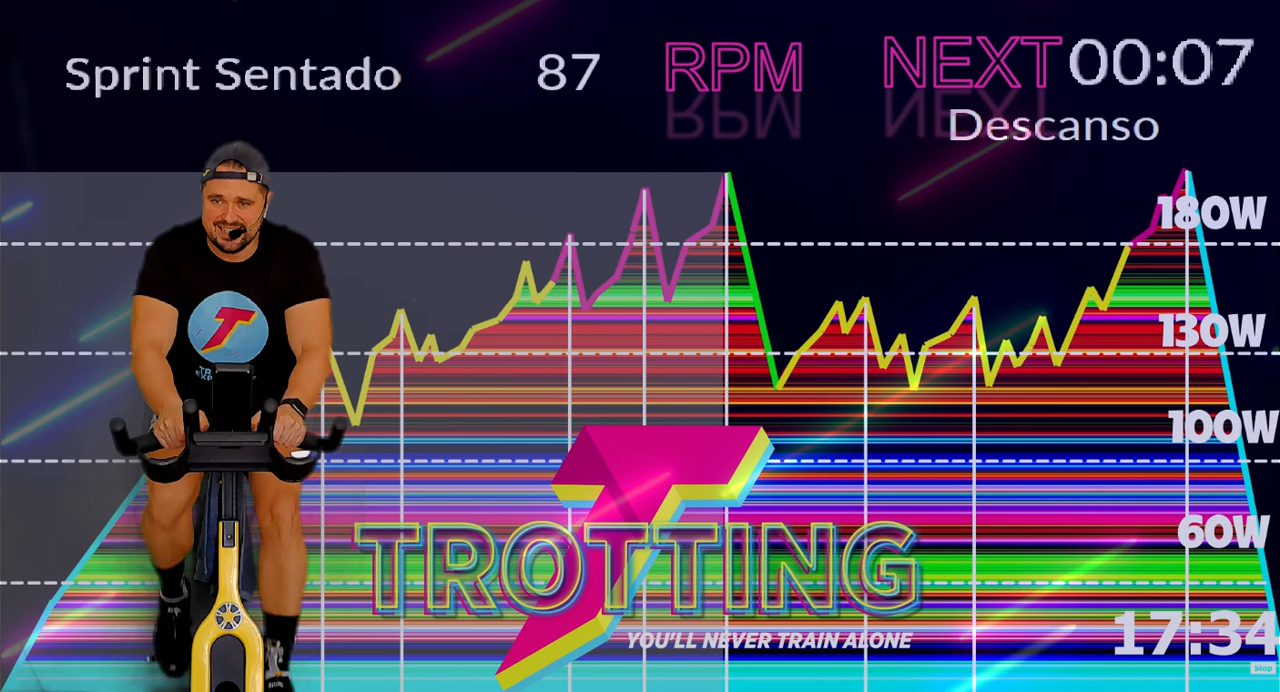 Sprint Sentado
87
RPM
NEXT 00:07
Descanso
180W
130W
100W
60W
TROTTING
YOU'LL NEVER TRAIN ALONE
17:34
Stop